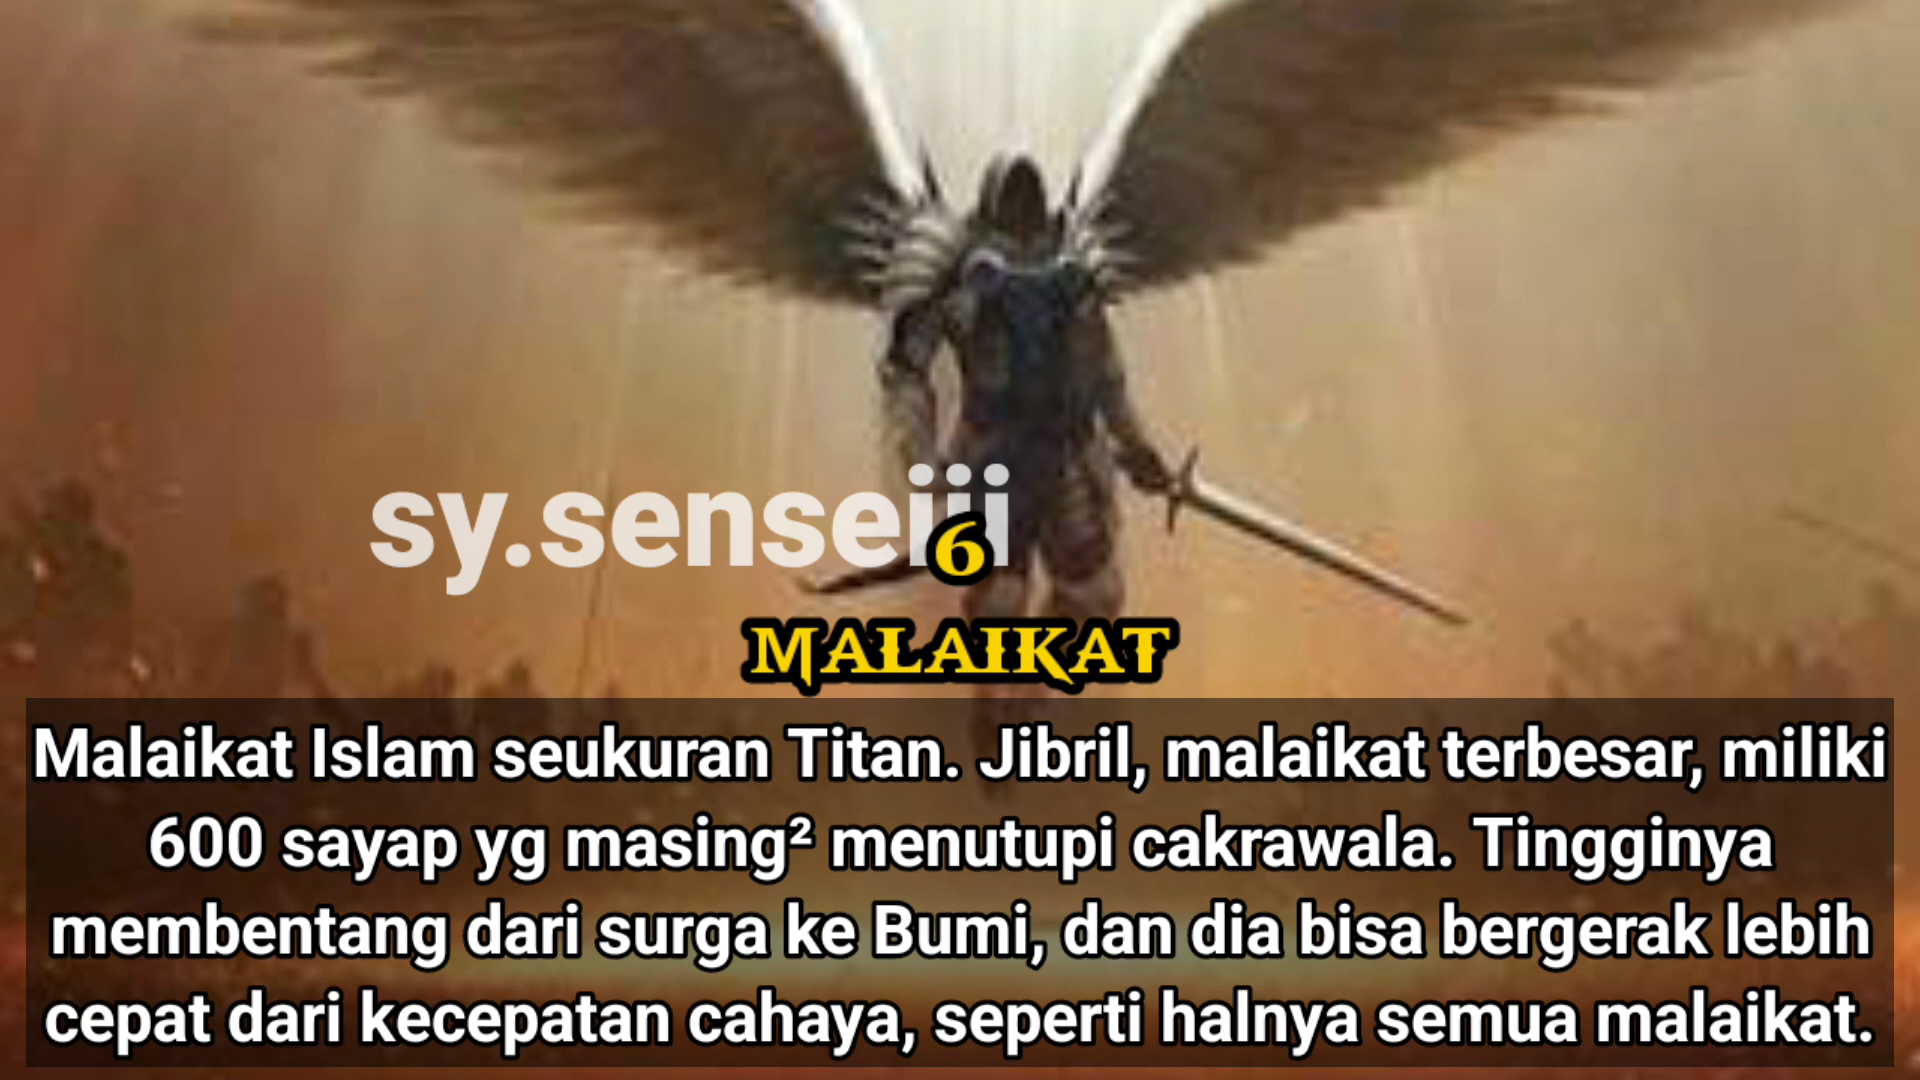 sy.senseiii
6
MALAIKAT
Malaikat Islam seukuran Titan. Jibril, malaikat terbesar, miliki
600 sayap yg masing² menutupi cakrawala. Tingginya
membentang dari surga ke Bumi, dan dia bisa bergerak lebih
cepat dari kecepatan cahaya, seperti halnya semua malaikat.